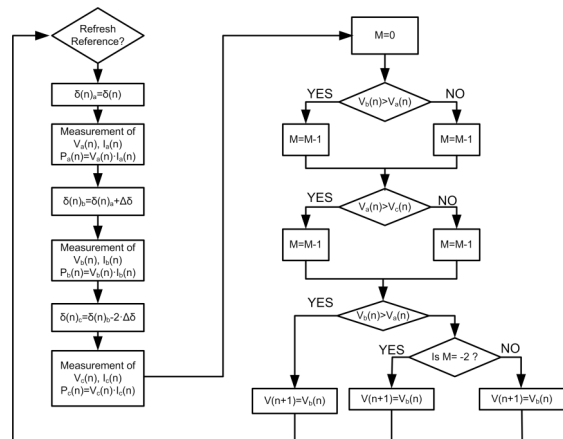 Refresh
Reference?
δ(n)ₐ=δ(n)
Measurement of
Vₐ(n), Iₐ(n)
Pₐ(n)=Vₐ(n)·Iₐ(n)
δ(n)b=δ(n)ₐ+Δδ
Measurement of
Vb(n), Ib(n)
Pb(n)=Vb(n)·Ib(n)
δ(n)c=δ(n)b-2·Δδ
Measurement of
Vc(n), Ic(n)
Pc(n)=Vc(n)·Ic(n)
M=0
YES
Vb(n)>Vₐ(n)
NO
M=M-1
M=M-1
YES
Vₐ(n)>Vc(n)
NO
M=M-1
M=M-1
YES
Vb(n)>Vₐ(n)
YES
Is M= -2 ?
NO
V(n+1)=Vb(n)
V(n+1)=Vb(n)
V(n+1)=Vb(n)